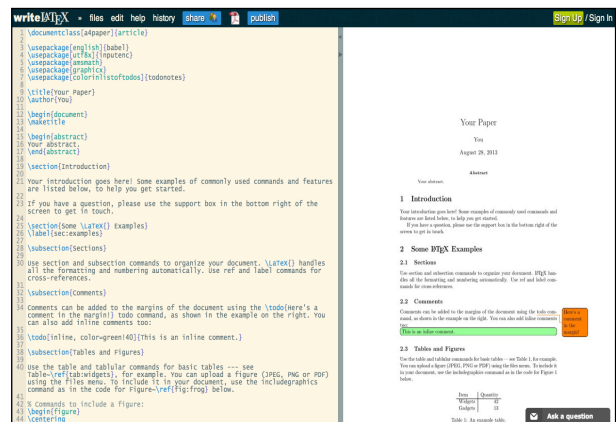 writeLATEX » files edit help history share publish Sign Up / Sign In
1 \documentclass[a4paper]{article}
2
3 \usepackage[english]{babel}
4 \usepackage[utf8x]{inputenc}
5 \usepackage{amsmath}
6 \usepackage{graphicx}
7 \usepackage[colorinlistoftodos]{todonotes}
8
9 \title{Your Paper}
10 \author{You}
11
12 \begin{document}
13 \maketitle
14
15 \begin{abstract}
16 Your abstract.
17 \end{abstract}
18
19 \section{Introduction}
20
21 Your introduction goes here! Some examples of commonly used commands and features
are listed below, to help you get started.
22
23 If you have a question, please use the support box in the bottom right of the
screen to get in touch.
24
25 \section{Some \LaTeX{} Examples}
26 \label{sec:examples}
27
28 \subsection{Sections}
29
30 Use section and subsection commands to organize your document. \LaTeX{} handles
all the formatting and numbering automatically. Use ref and label commands for
cross-references.
31
32 \subsection{Comments}
33
34 Comments can be added to the margins of the document using the \todo{Here's a
comment in the margin!} todo command, as shown in the example on the right. You
can also add inline comments too:
35
36 \todo[inline, color=green!40]{This is an inline comment.}
37
38 \subsection{Tables and Figures}
39
40 Use the table and tabular commands for basic tables --- see
Table~\ref{tab:widgets}, for example. You can upload a figure (JPEG, PNG or PDF)
using the files menu. To include it in your document, use the includegraphics
command as in the code for Figure~\ref{fig:frog} below.
41
42 % Commands to include a figure:
43 \begin{figure}
44 \centering
Your Paper
You
August 29, 2013
Abstract
Your abstract.
1 Introduction
Your introduction goes here! Some examples of commonly used commands and
features are listed below, to help you get started.
If you have a question, please use the support box in the bottom right of the
screen to get in touch.
2 Some LATEX Examples
2.1 Sections
Use section and subsection commands to organize your document. LATEX han-
dles all the formatting and numbering automatically. Use ref and label com-
mands for cross-references.
2.2 Comments
Comments can be added to the margins of the document using the todo com-
mand, as shown in the example on the right. You can also add inline comments
too:
Here's a
comment
in the
margin!
This is an inline comment.
2.3 Tables and Figures
Use the table and tabular commands for basic tables — see Table 1, for example.
You can upload a figure (JPEG, PNG or PDF) using the files menu. To include
it in your document, use the includegraphics command as in the code for Figure 1
below.
Item Quantity
Widgets 42
Gadgets 13
Table 1: An example table.
Ask a question